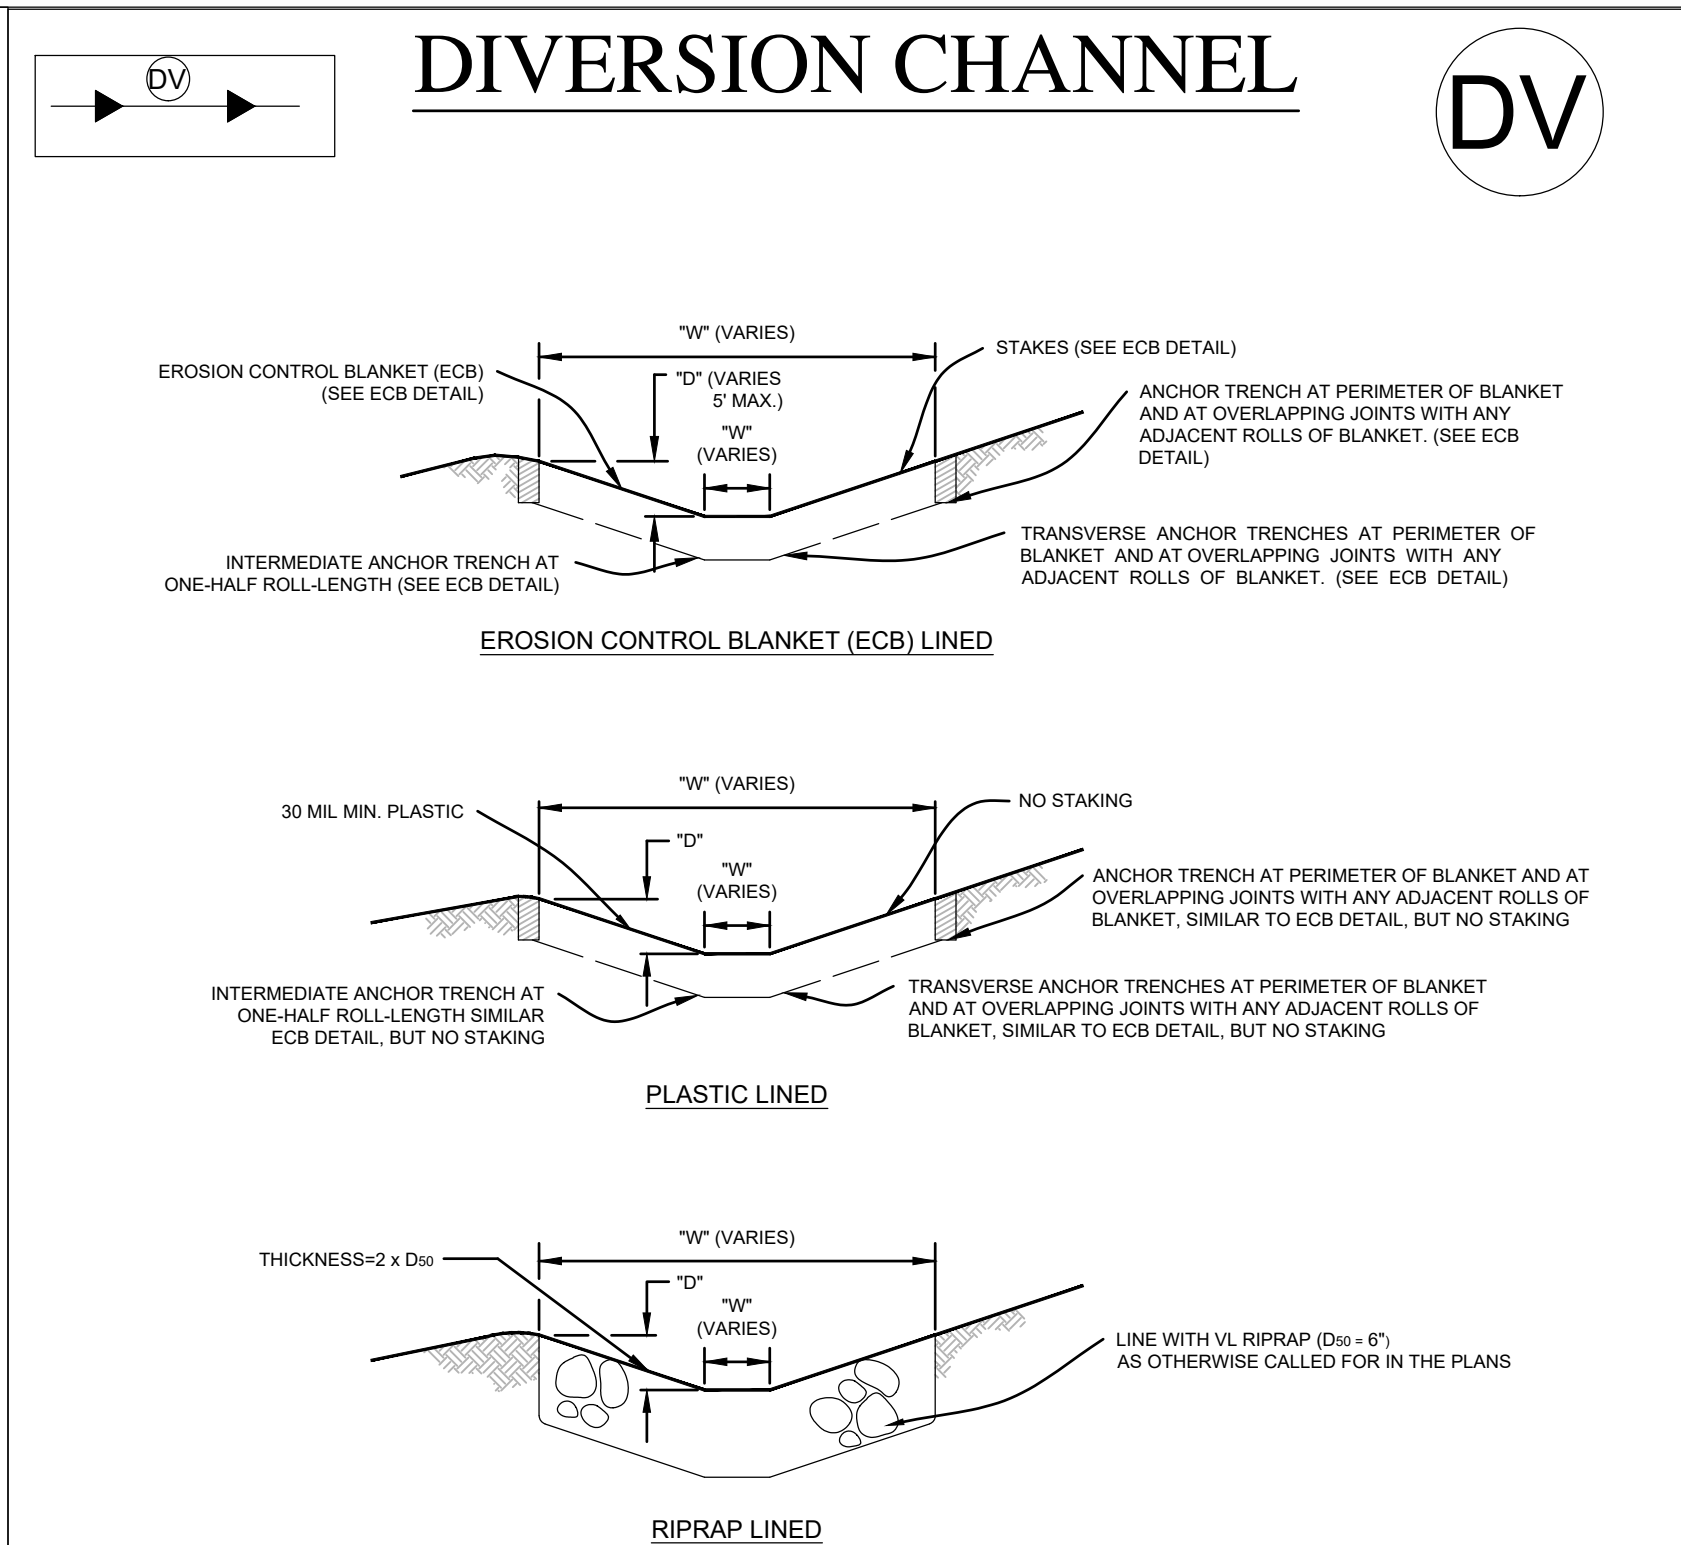 DV
DIVERSION CHANNEL
DV
"W" (VARIES)
EROSION CONTROL BLANKET (ECB)
(SEE ECB DETAIL)
"D" (VARIES
5' MAX.)
"W"
(VARIES)
STAKES (SEE ECB DETAIL)
ANCHOR TRENCH AT PERIMETER OF BLANKET
AND AT OVERLAPPING JOINTS WITH ANY
ADJACENT ROLLS OF BLANKET. (SEE ECB
DETAIL)
INTERMEDIATE ANCHOR TRENCH AT
ONE-HALF ROLL-LENGTH (SEE ECB DETAIL)
TRANSVERSE ANCHOR TRENCHES AT PERIMETER OF
BLANKET AND AT OVERLAPPING JOINTS WITH ANY
ADJACENT ROLLS OF BLANKET. (SEE ECB DETAIL)
EROSION CONTROL BLANKET (ECB) LINED
"W" (VARIES)
30 MIL MIN. PLASTIC
"D"
"W"
(VARIES)
NO STAKING
ANCHOR TRENCH AT PERIMETER OF BLANKET AND AT
OVERLAPPING JOINTS WITH ANY ADJACENT ROLLS OF
BLANKET, SIMILAR TO ECB DETAIL, BUT NO STAKING
INTERMEDIATE ANCHOR TRENCH AT
ONE-HALF ROLL-LENGTH SIMILAR
ECB DETAIL, BUT NO STAKING
TRANSVERSE ANCHOR TRENCHES AT PERIMETER OF BLANKET
AND AT OVERLAPPING JOINTS WITH ANY ADJACENT ROLLS OF
BLANKET, SIMILAR TO ECB DETAIL, BUT NO STAKING
PLASTIC LINED
"W" (VARIES)
THICKNESS=2 x D50
"D"
"W"
(VARIES)
LINE WITH VL RIPRAP (D50 = 6")
AS OTHERWISE CALLED FOR IN THE PLANS
RIPRAP LINED